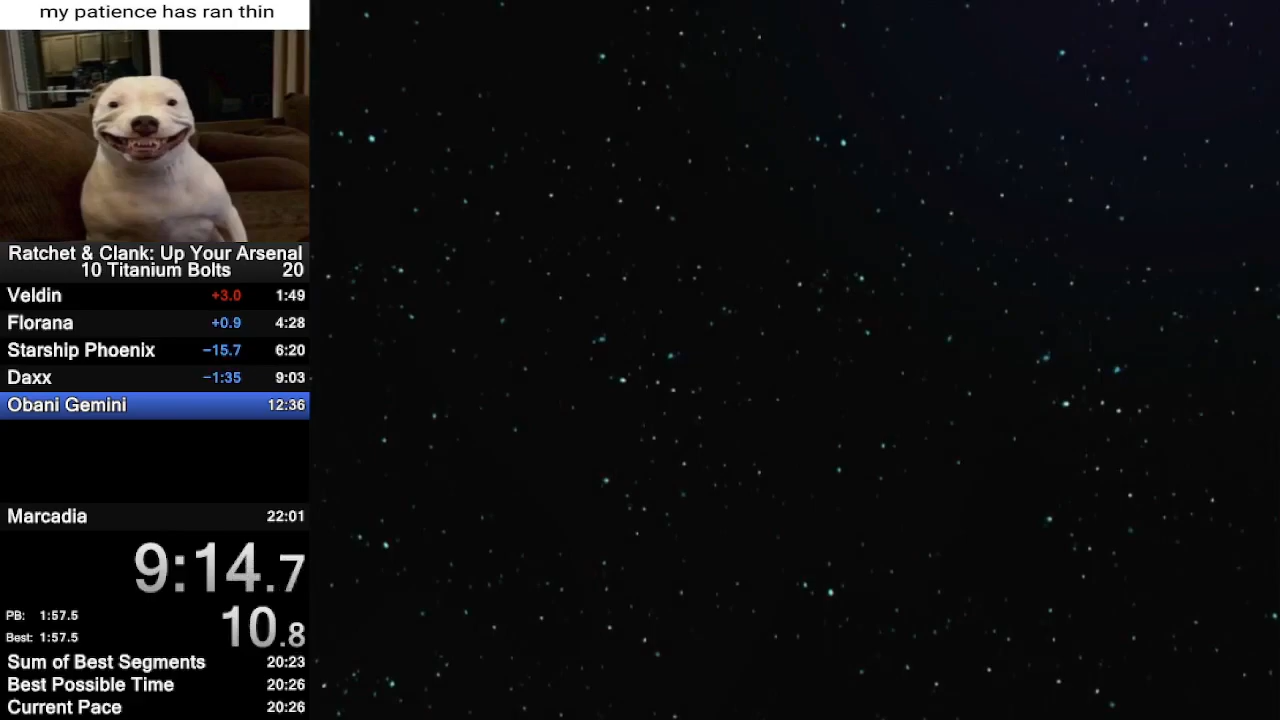 my patience has ran thin
Ratchet & Clank: Up Your Arsenal
10 Titanium Bolts 20
Veldin +3.0 1:49
Florana +0.9 4:28
Starship Phoenix −15.7 6:20
Daxx −1:35 9:03
Obani Gemini 12:36
Marcadia 22:01
9:14.7
PB: 1:57.5
Best: 1:57.5
10.8
Sum of Best Segments 20:23
Best Possible Time 20:26
Current Pace 20:26